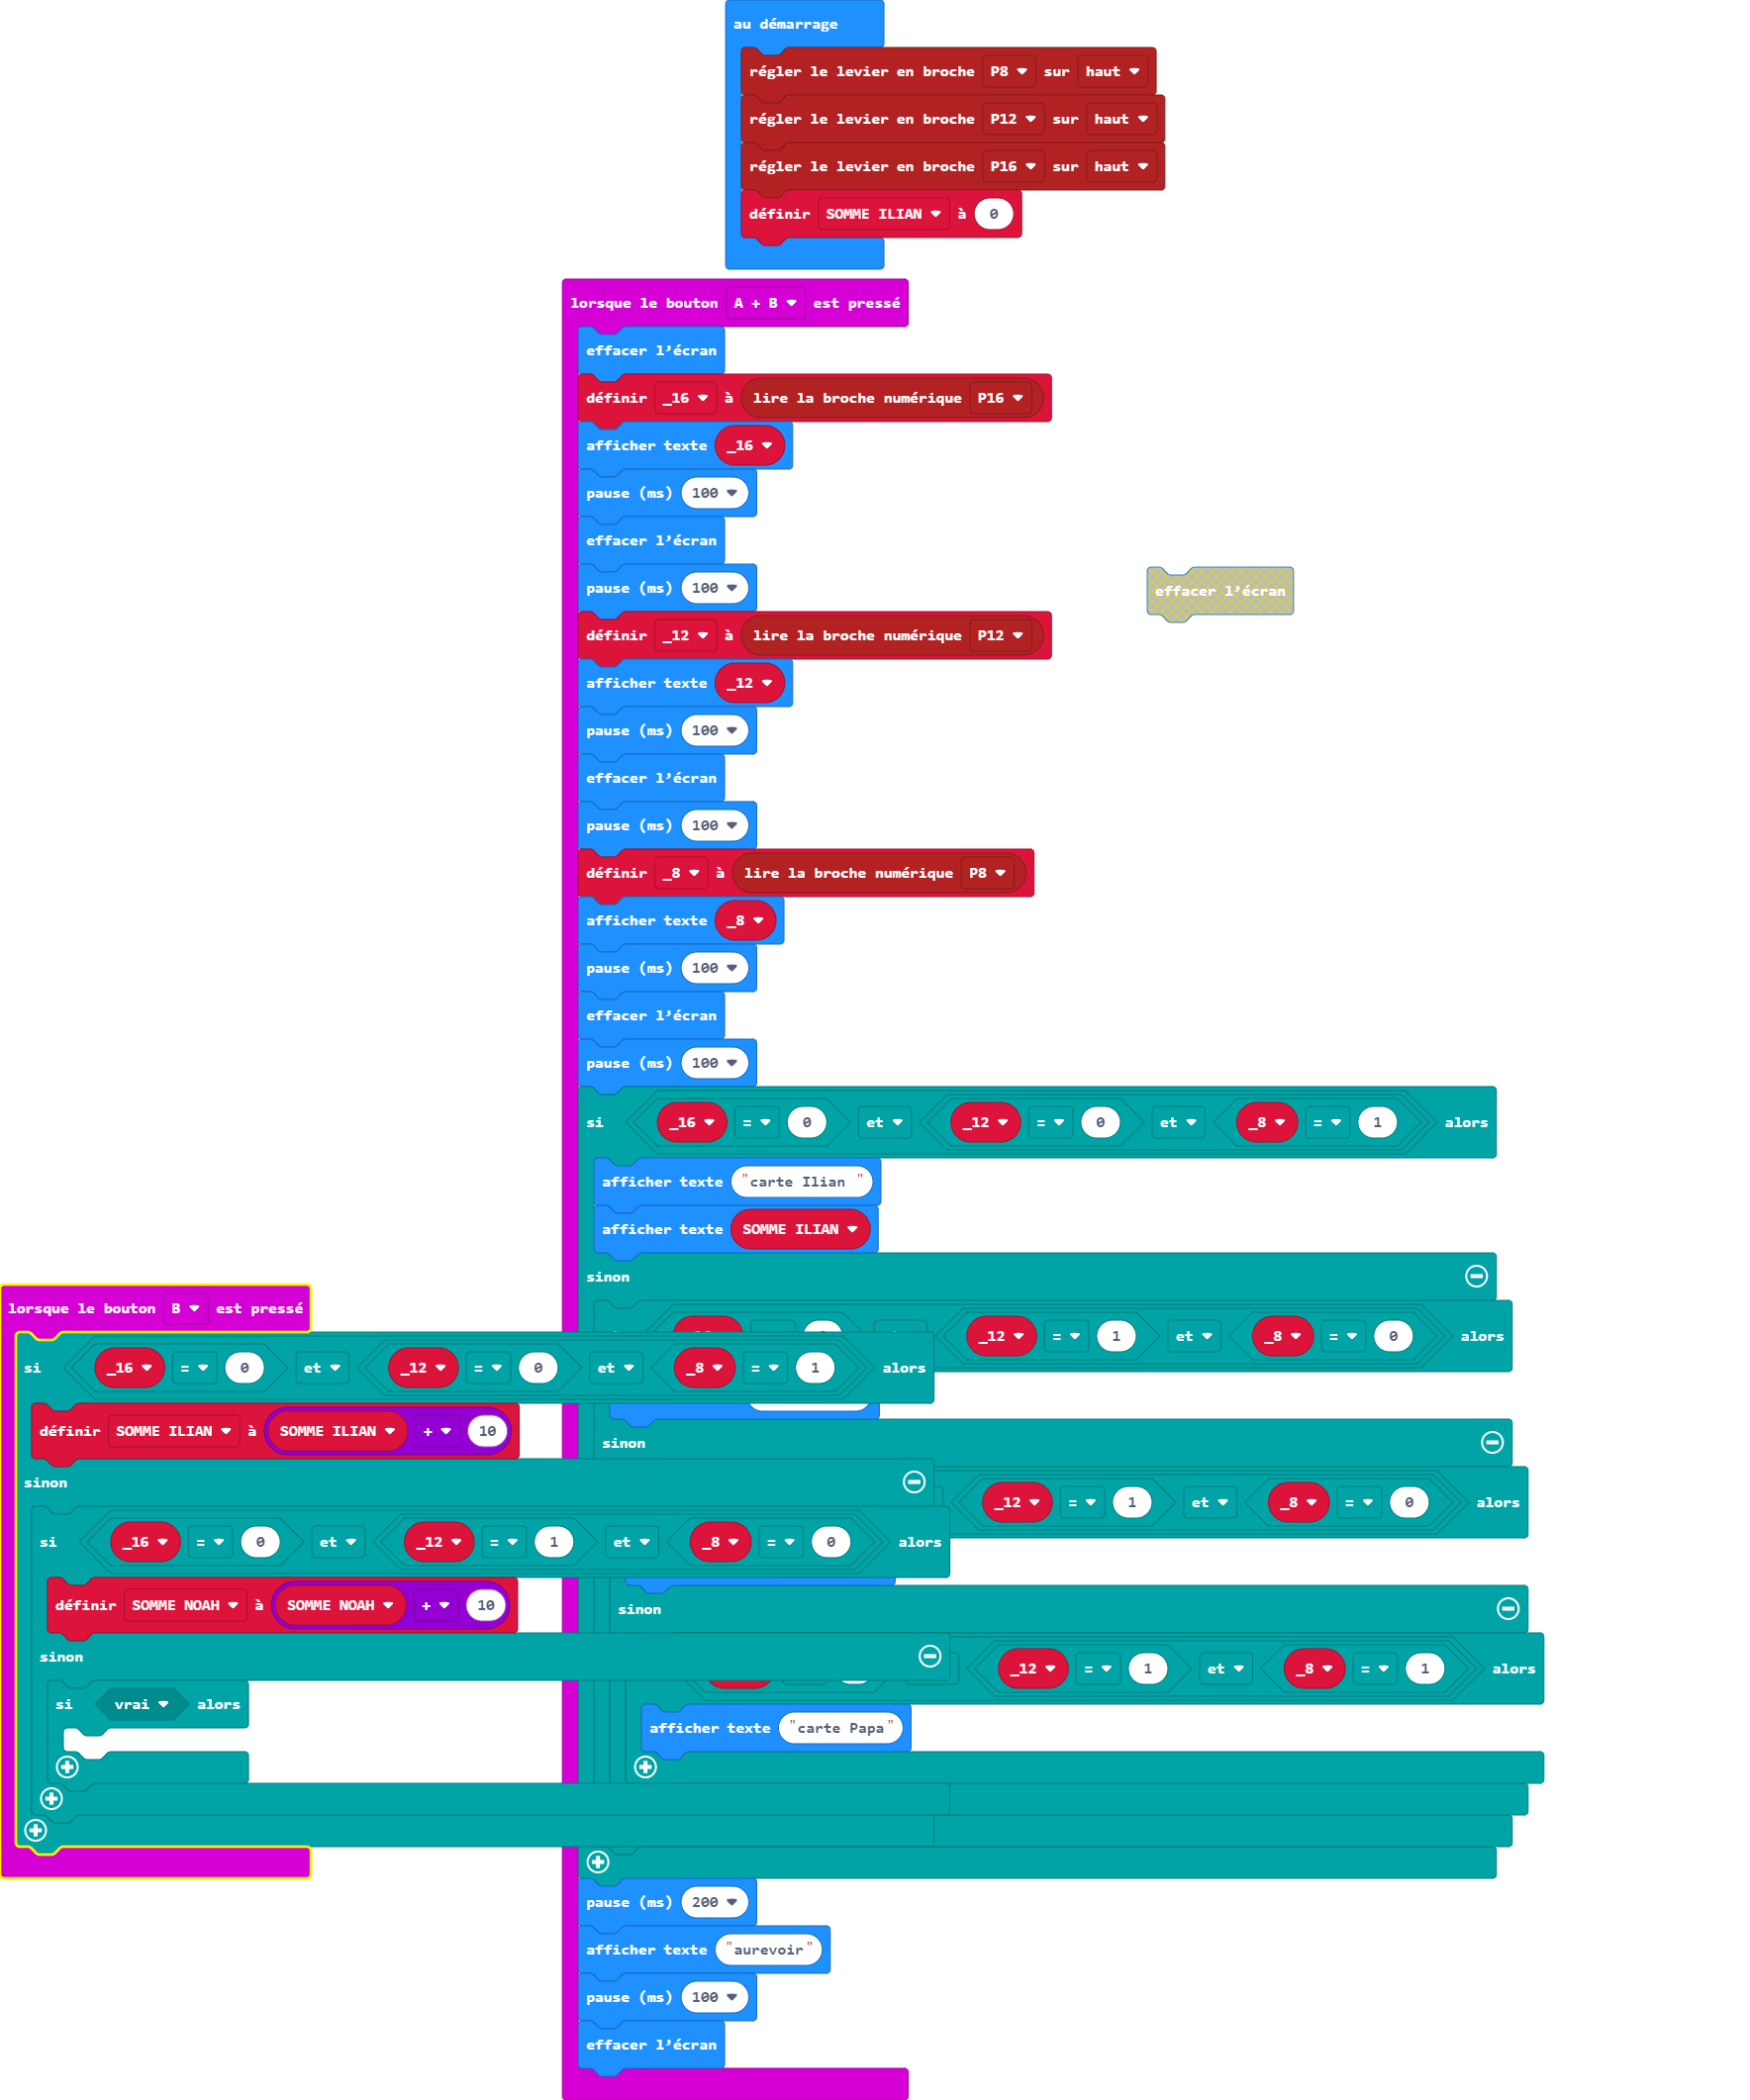 au démarrage
régler le levier en broche P8 sur haut
régler le levier en broche P12 sur haut
régler le levier en broche P16 sur haut
définir SOMME ILIAN à 0
lorsque le bouton A + B est pressé
effacer l'écran
définir _16 à lire la broche numérique P16
afficher texte _16
pause (ms) 100
effacer l'écran
pause (ms) 100
effacer l'écran
définir _12 à lire la broche numérique P12
afficher texte _12
pause (ms) 100
effacer l'écran
pause (ms) 100
définir _8 à lire la broche numérique P8
afficher texte _8
pause (ms) 100
effacer l'écran
pause (ms) 100
si _16 = 0 et _12 = 0 et _8 = 1 alors
afficher texte "carte Ilian "
afficher texte SOMME ILIAN
sinon
_12 = 1 et _8 = 0 alors
sinon
_12 = 1 et _8 = 0 alors
sinon
_12 = 1 et _8 = 1 alors
afficher texte "carte Papa"
pause (ms) 200
afficher texte "aurevoir"
pause (ms) 100
effacer l'écran
lorsque le bouton B est pressé
si _16 = 0 et _12 = 0 et _8 = 1 alors
définir SOMME ILIAN à SOMME ILIAN + 10
sinon
si _16 = 0 et _12 = 1 et _8 = 0 alors
définir SOMME NOAH à SOMME NOAH + 10
sinon
si vrai alors